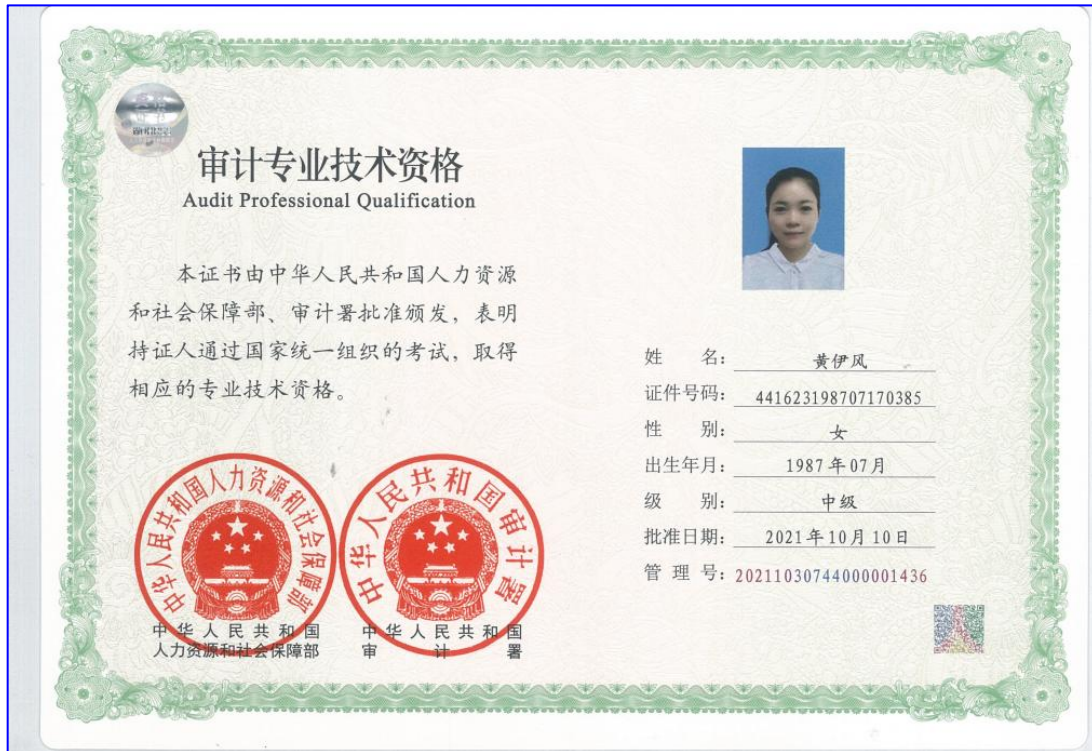 审计专业技术资格
Audit Professional Qualification
本证书由中华人民共和国人力资源
和社会保障部、审计署批准颁发，表明
持证人通过国家统一组织的考试，取得
相应的专业技术资格。
中华人民共和国人力资源和社会保障部
中华人民共和国审计署
中华人民共和国
人力资源和社会保障部
中华人民共和国
审计署
姓名：黄伊风
证件号码：441623198707170385
性别：女
出生年月：1987年07月
级别：中级
批准日期：2021年10月10日
管理号：20211030744000001436